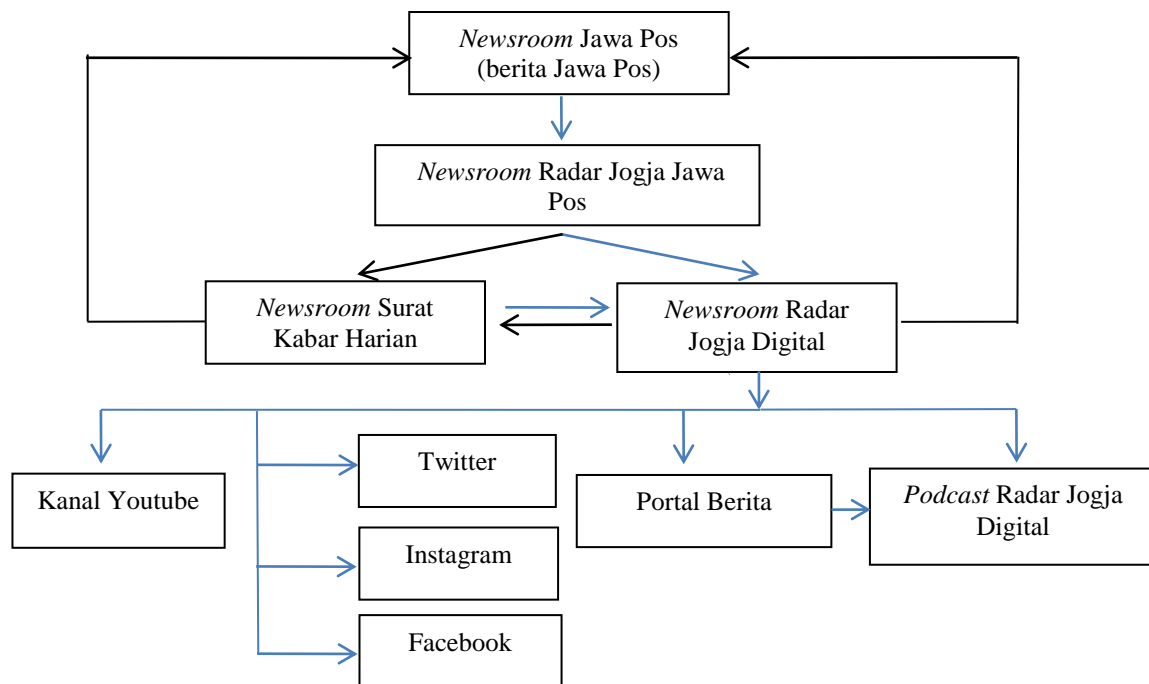 Newsroom Jawa Pos
(berita Jawa Pos)
Newsroom Radar Jogja Jawa
Pos
Newsroom Surat
Kabar Harian
Newsroom Radar
Jogja Digital
Kanal Youtube
Twitter
Instagram
Facebook
Portal Berita
Podcast Radar Jogja
Digital